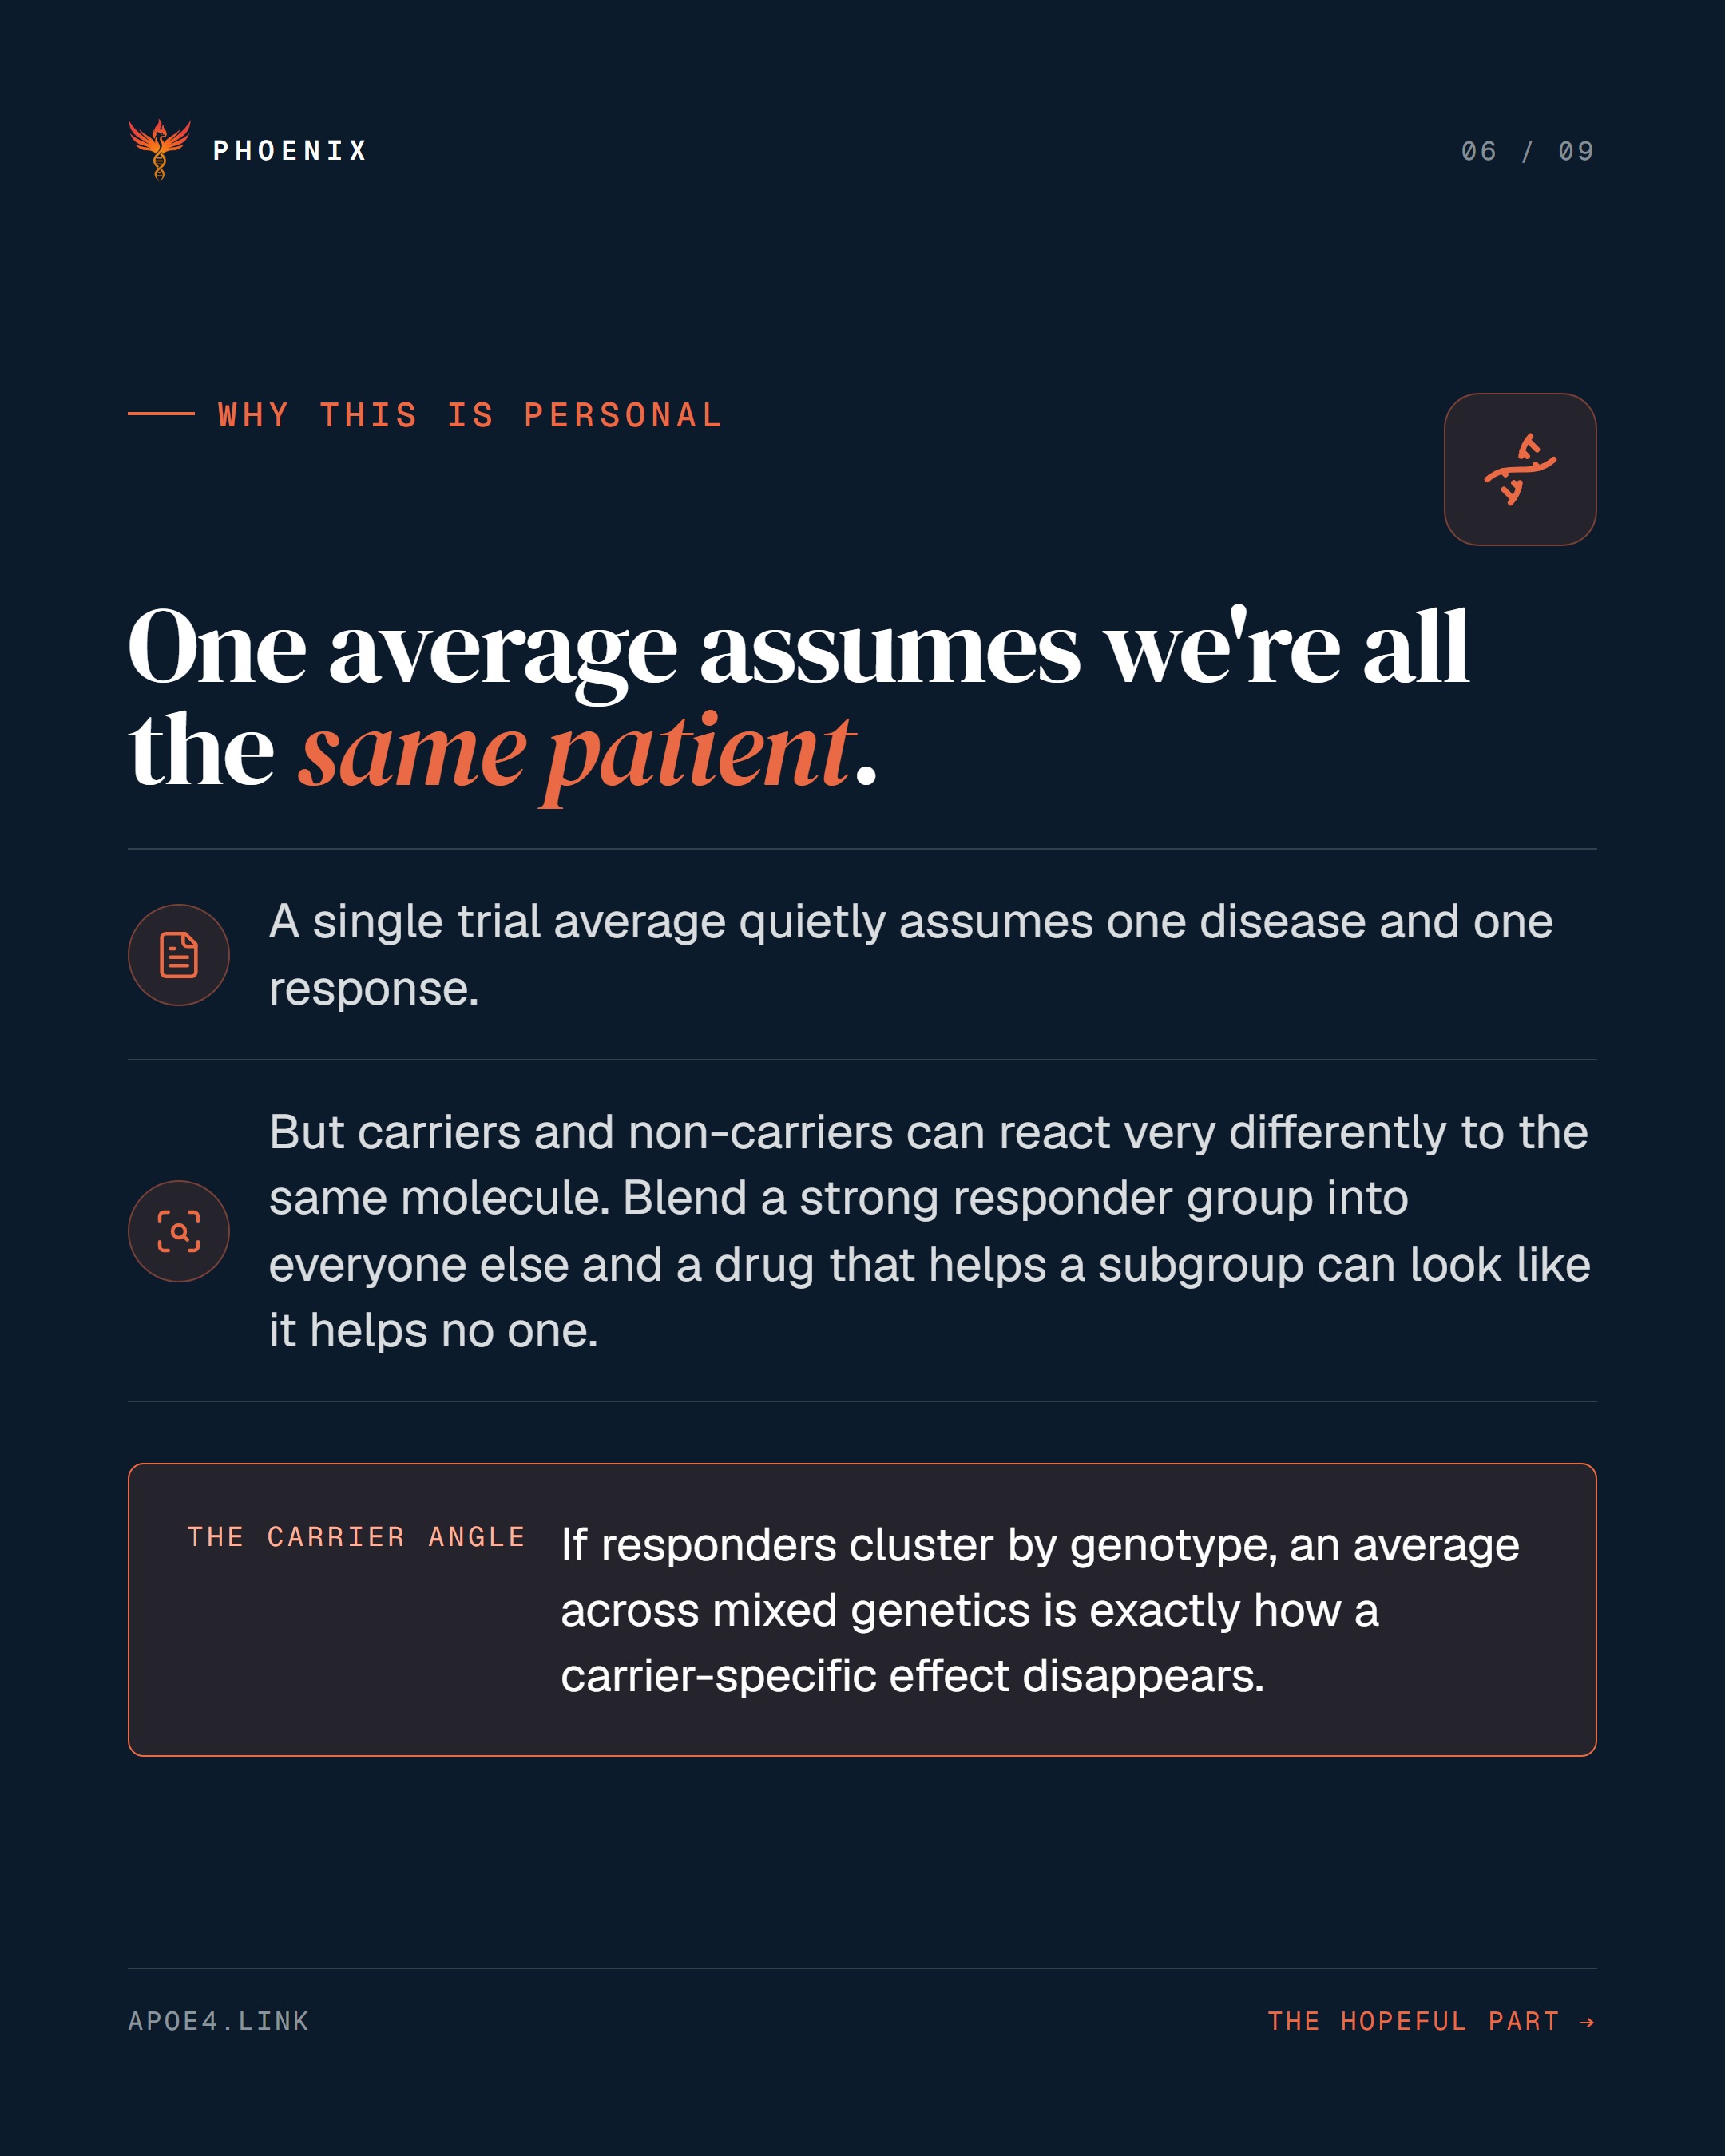 PHOENIX
06 / 09
WHY THIS IS PERSONAL
One average assumes we're all
the same patient.
A single trial average quietly assumes one disease and one
response.
But carriers and non-carriers can react very differently to the
same molecule. Blend a strong responder group into
everyone else and a drug that helps a subgroup can look like
it helps no one.
THE CARRIER ANGLE
If responders cluster by genotype, an average
across mixed genetics is exactly how a
carrier-specific effect disappears.
APOE4.LINK
THE HOPEFUL PART →